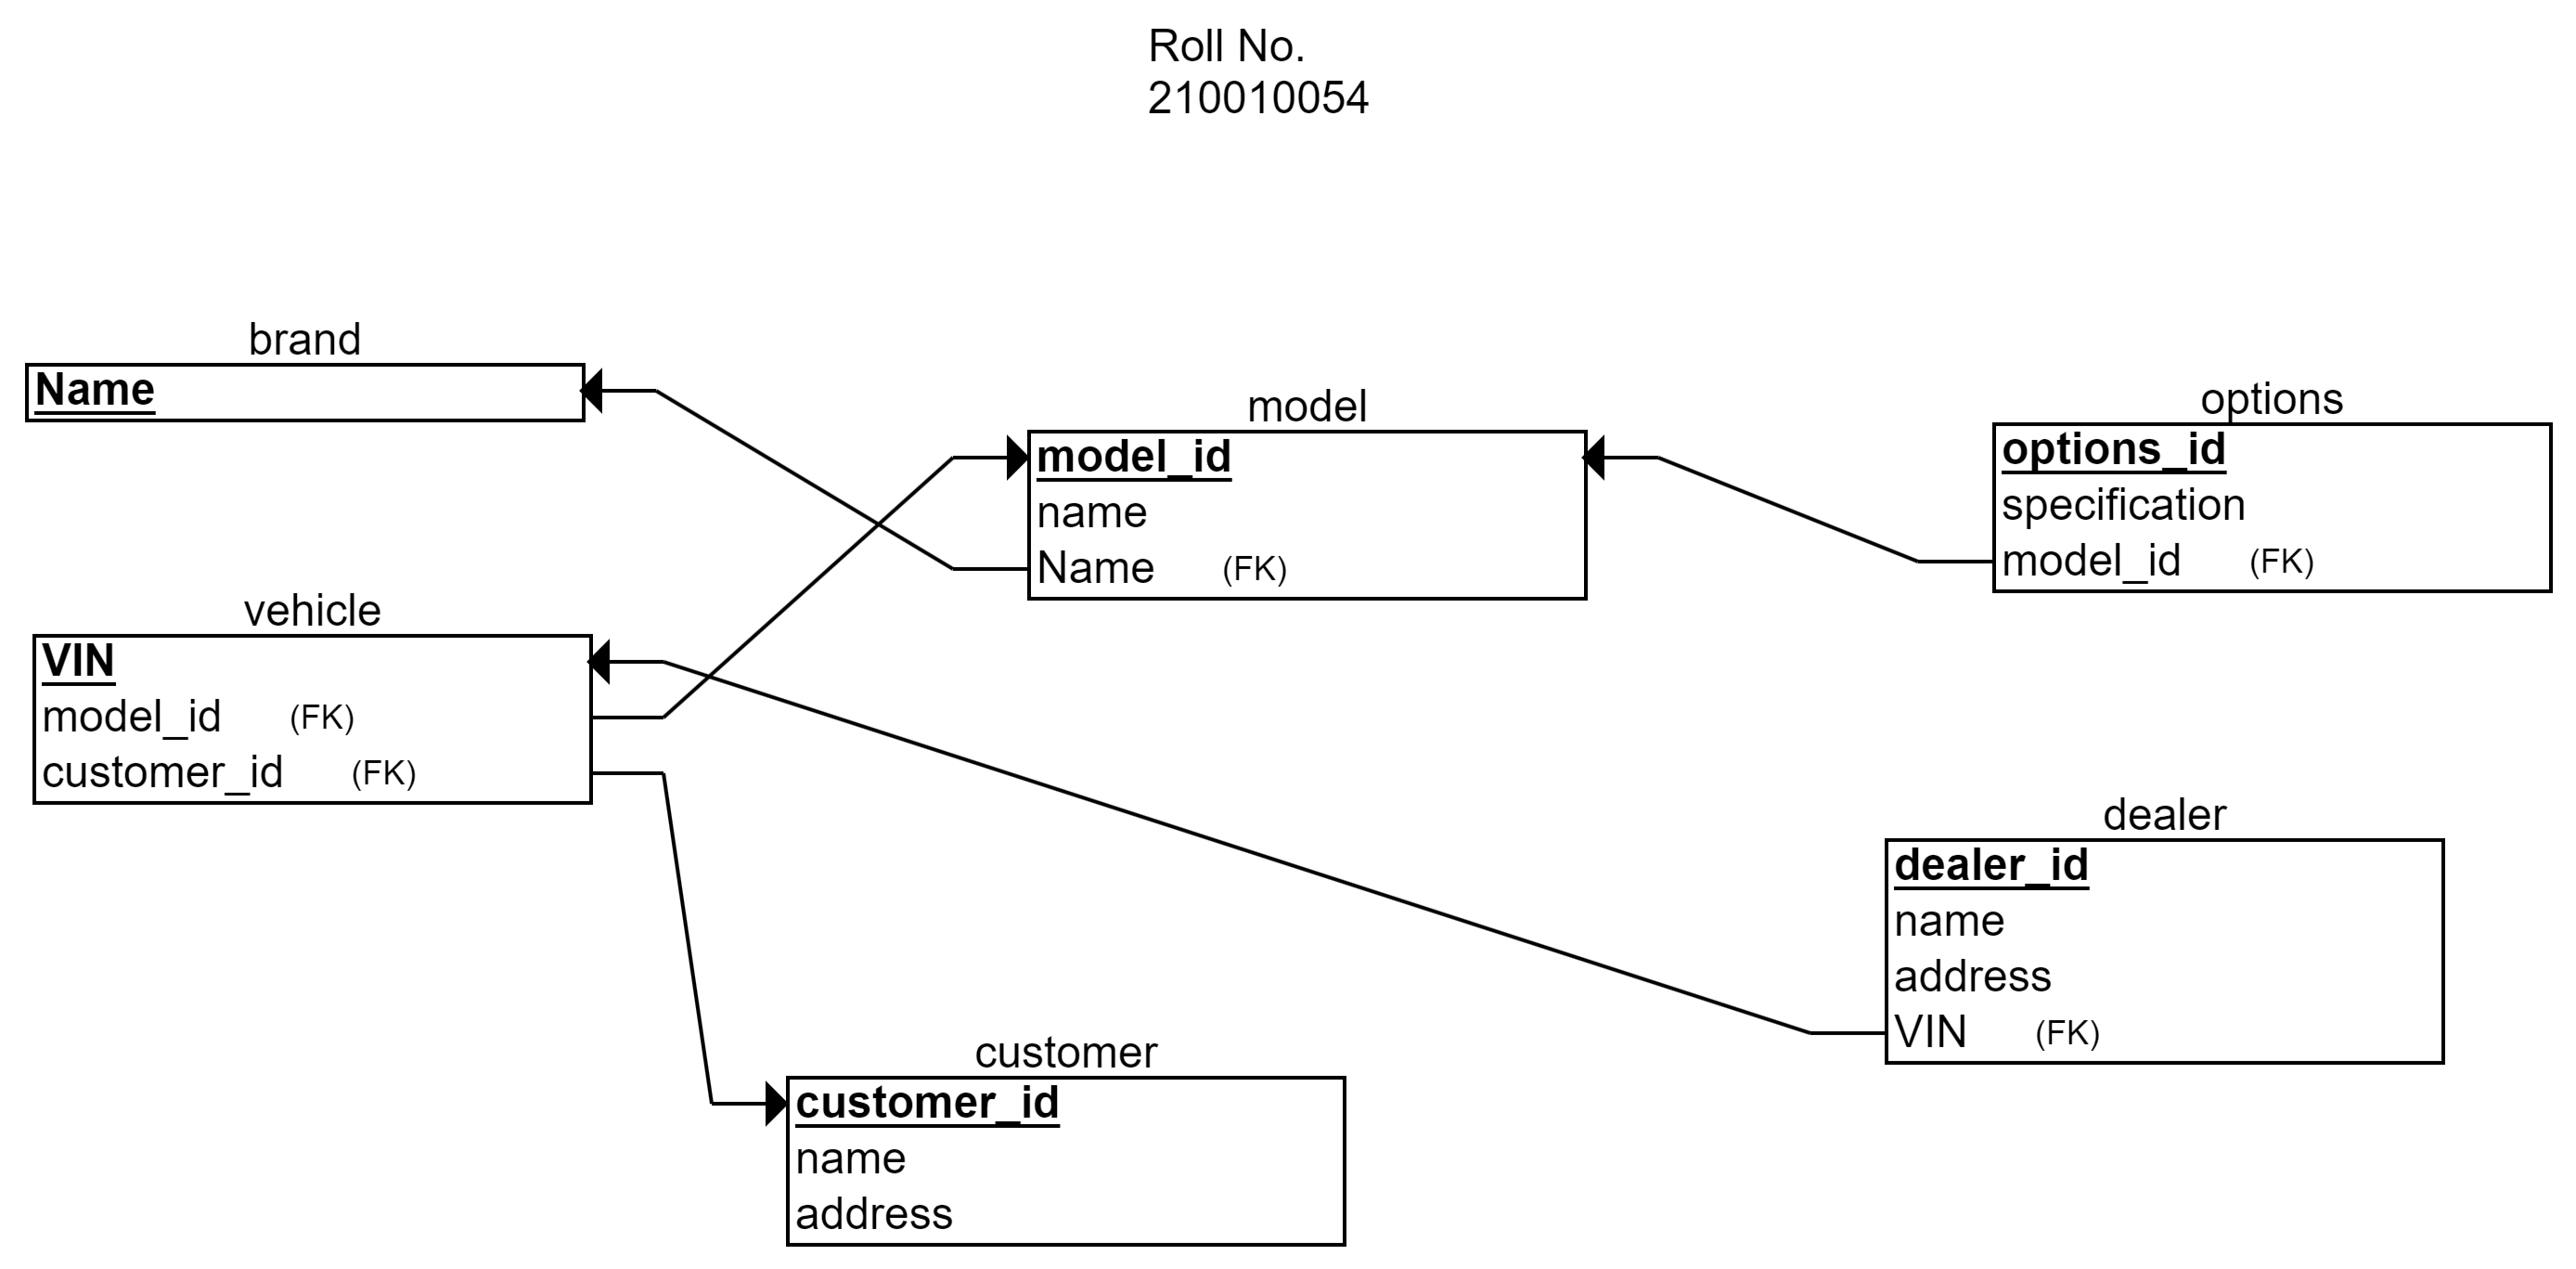 Roll No.
210010054
brand
Name
model
model_id
name
Name (FK)
options
options_id
specification
model_id (FK)
vehicle
VIN
model_id (FK)
customer_id (FK)
dealer
dealer_id
name
address
VIN (FK)
customer
customer_id
name
address